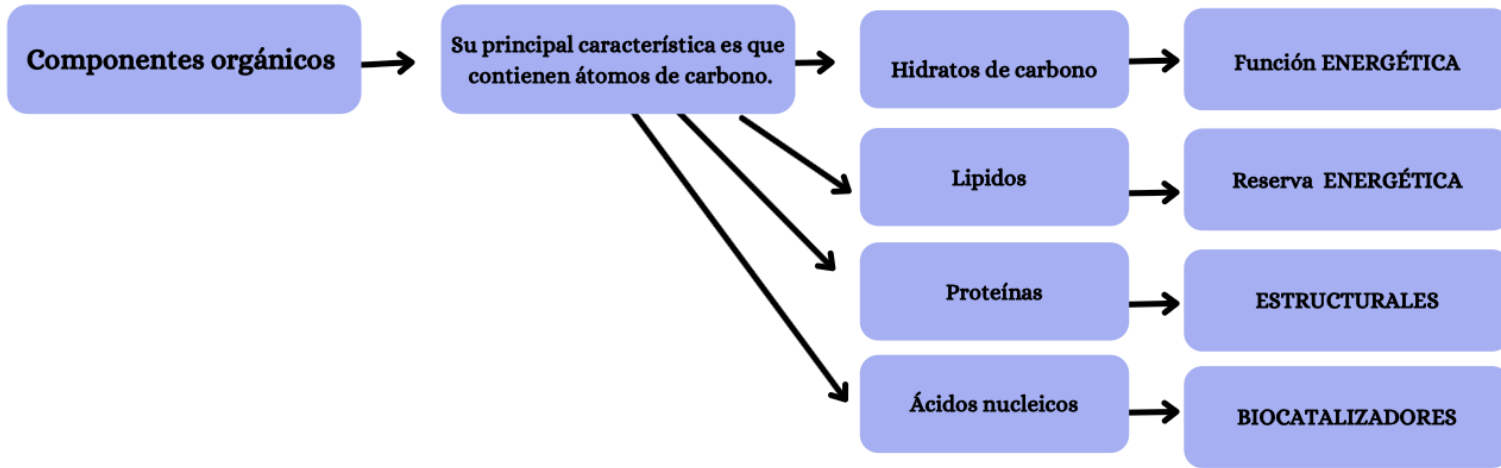 Componentes orgánicos
Su principal característica es que
contienen átomos de carbono.
Hidratos de carbono
Función ENERGÉTICA
Lipidos
Reserva ENERGÉTICA
Proteínas
ESTRUCTURALES
Ácidos nucleicos
BIOCATALIZADORES